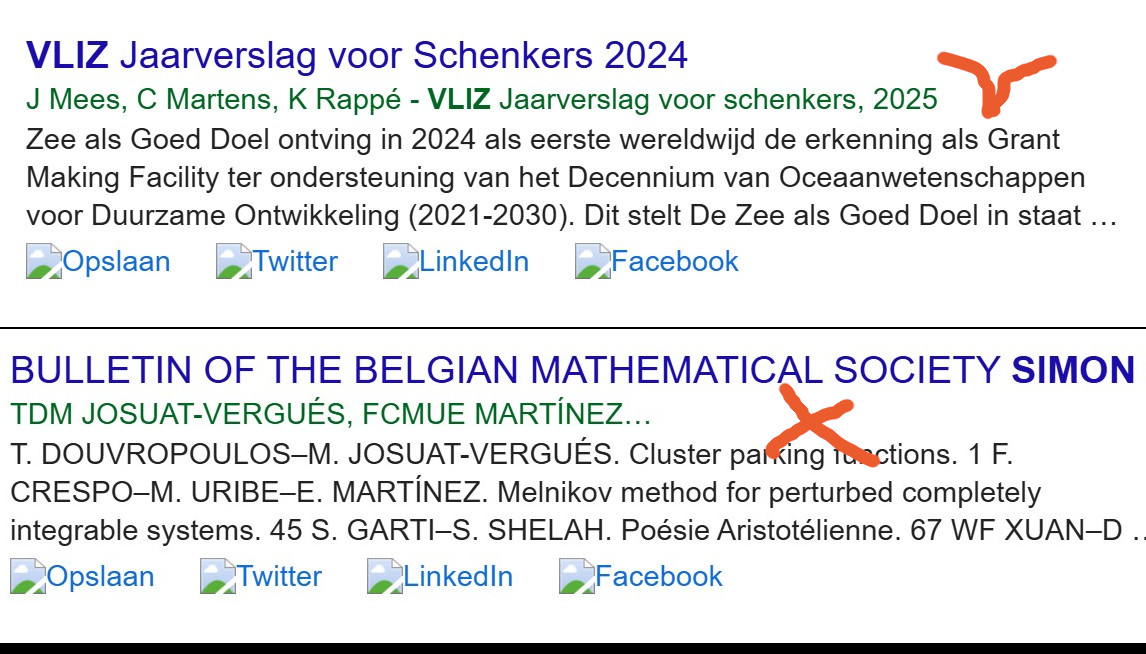 VLIZ Jaarverslag voor Schenkers 2024
J Mees, C Martens, K Rappé - VLIZ Jaarverslag voor schenkers, 2025
Zee als Goed Doel ontving in 2024 als eerste wereldwijd de erkenning als Grant
Making Facility ter ondersteuning van het Decennium van Oceaanwetenschappen
voor Duurzame Ontwikkeling (2021-2030). Dit stelt De Zee als Goed Doel in staat …
Opslaan Twitter LinkedIn Facebook
BULLETIN OF THE BELGIAN MATHEMATICAL SOCIETY SIMON
TDM JOSUAT-VERGUÉS, FCMUE MARTÍNEZ…
T. DOUVROPOULOS–M. JOSUAT-VERGUÉS. Cluster parking functions. 1 F.
CRESPO–M. URIBE–E. MARTÍNEZ. Melnikov method for perturbed completely
integrable systems. 45 S. GARTI–S. SHELAH. Poésie Aristotélienne. 67 WF XUAN–D …
Opslaan Twitter LinkedIn Facebook